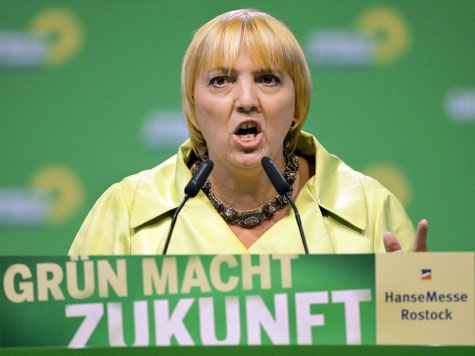 GRÜN MACHT
ZUKUNFT
HanseMesse
Rostock